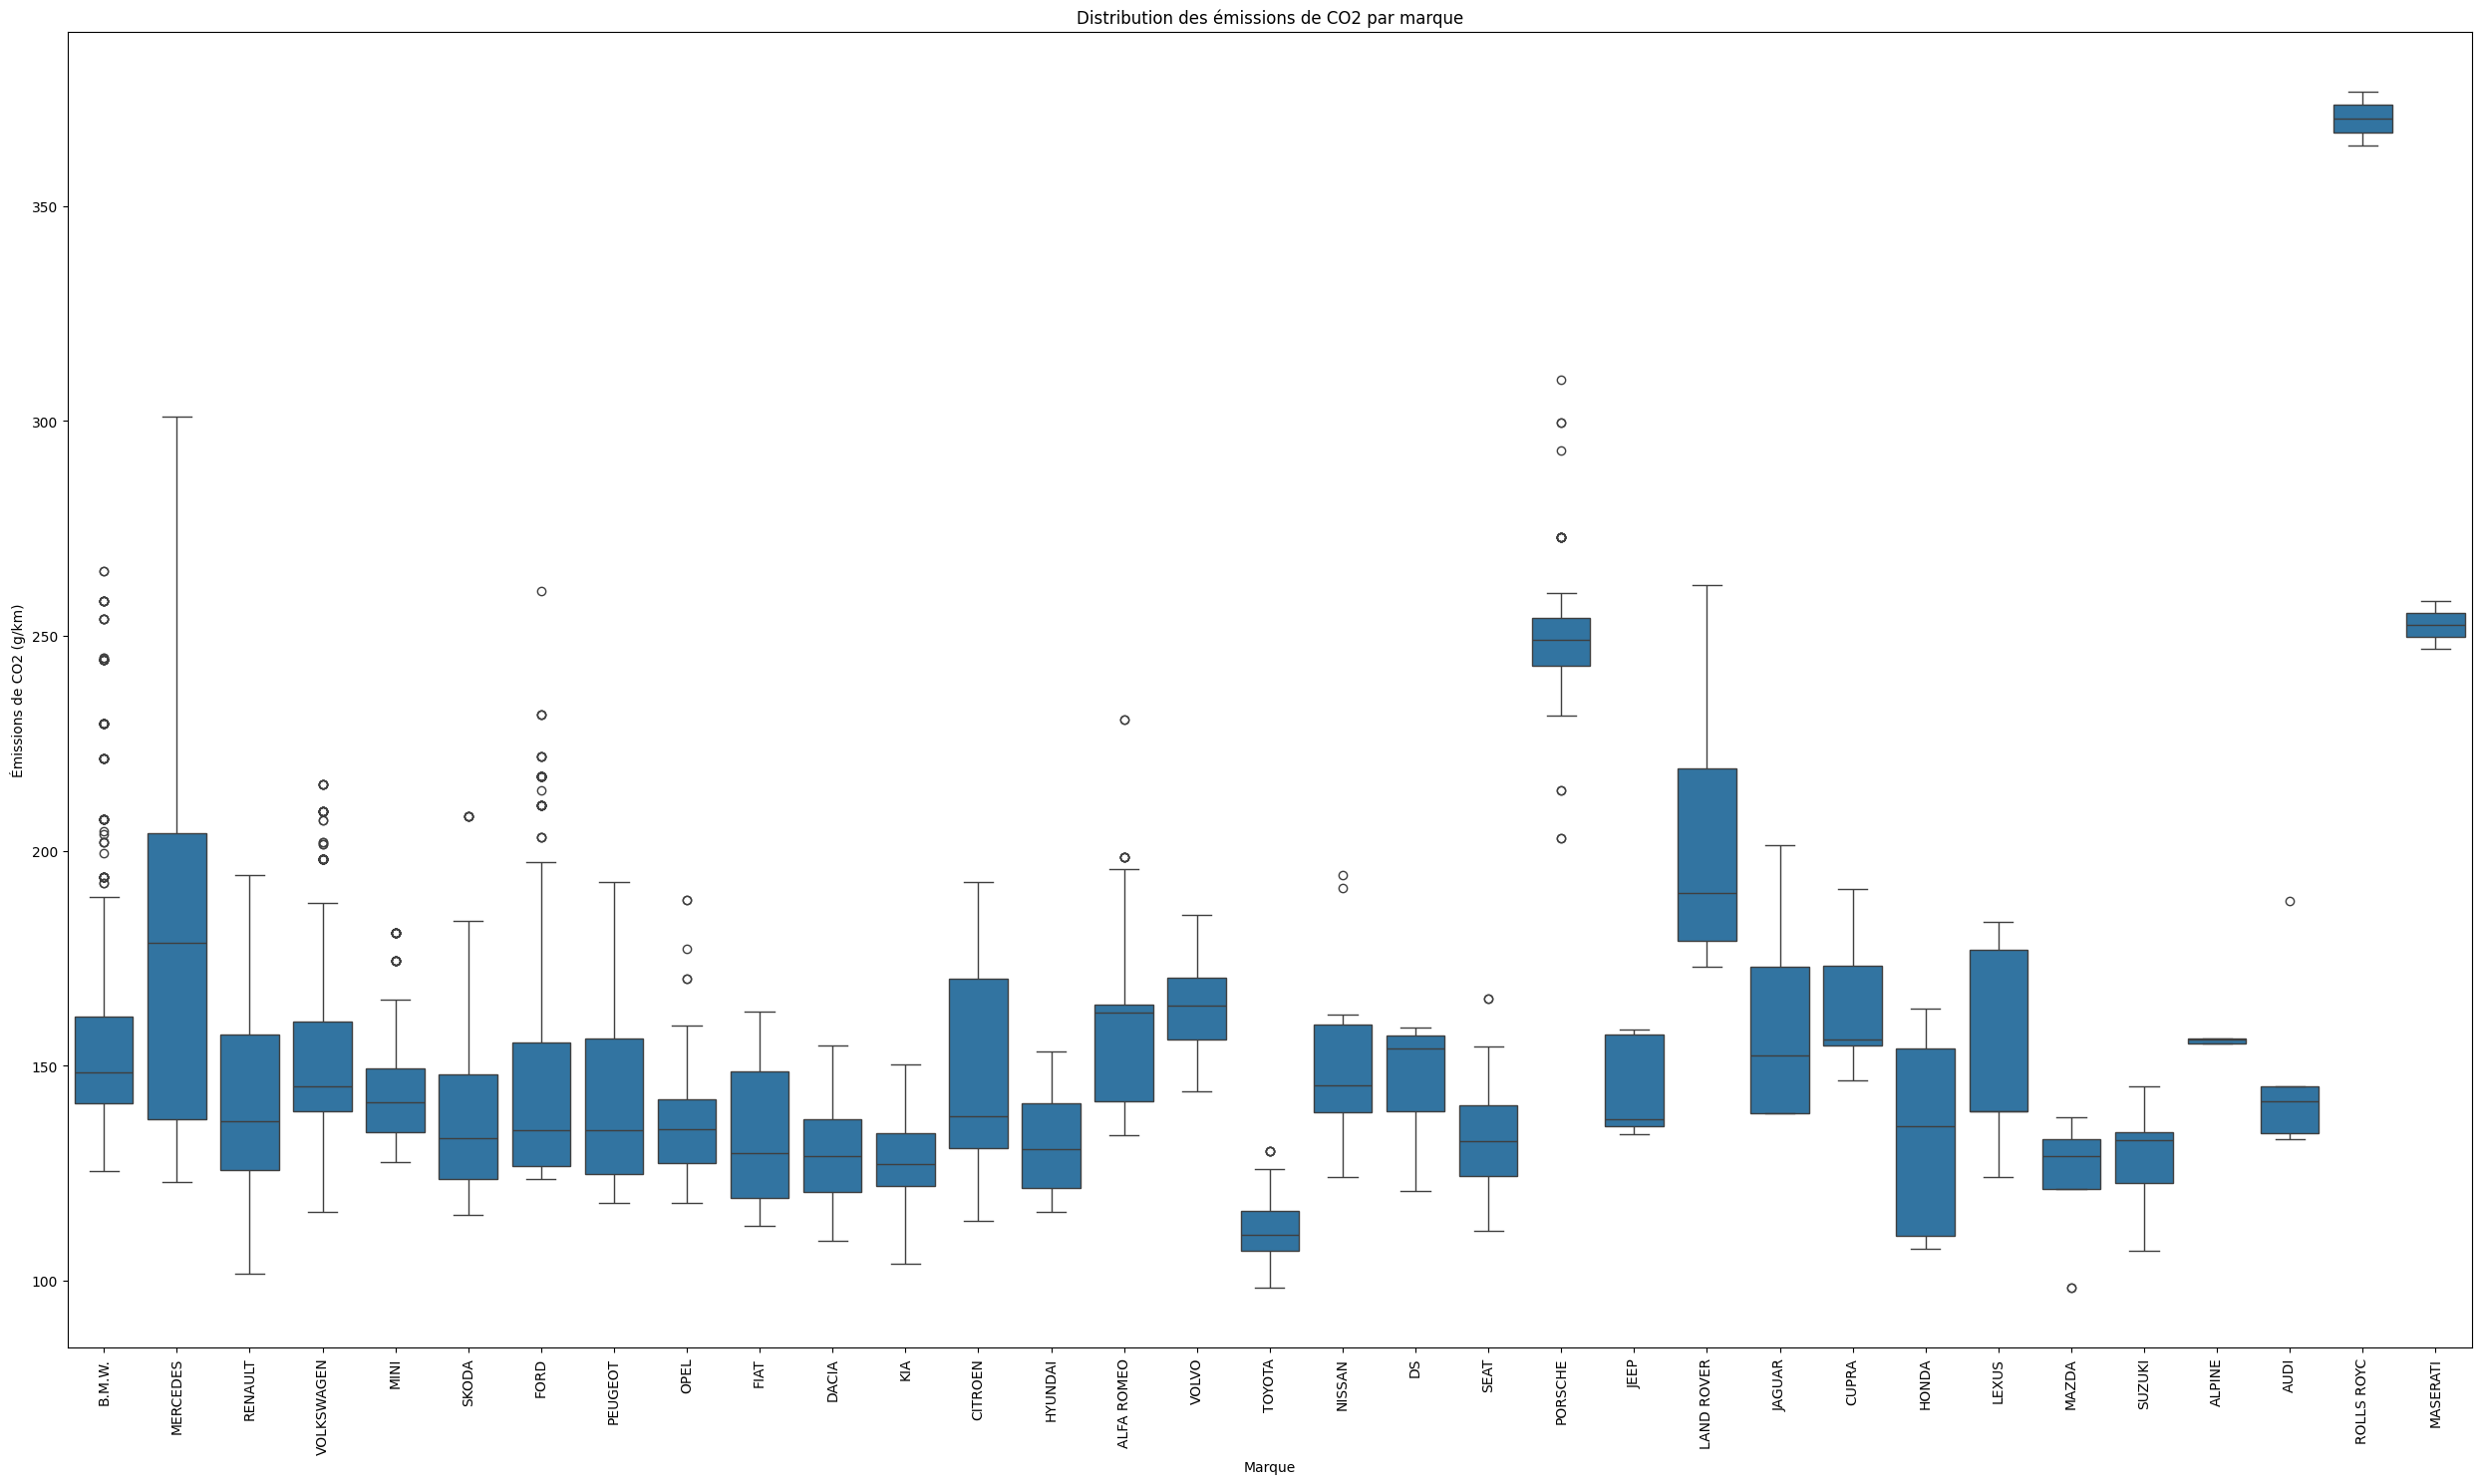 Distribution des émissions de CO2 par marque
Émissions de CO2 (g/km)
350
300
250
200
150
100
B.M.W.
MERCEDES
RENAULT
VOLKSWAGEN
MINI
SKODA
FORD
PEUGEOT
OPEL
FIAT
DACIA
KIA
CITROEN
HYUNDAI
ALFA ROMEO
VOLVO
TOYOTA
NISSAN
DS
SEAT
PORSCHE
JEEP
LAND ROVER
JAGUAR
CUPRA
HONDA
LEXUS
MAZDA
SUZUKI
ALPINE
AUDI
ROLLS ROYC
MASERATI
Marque